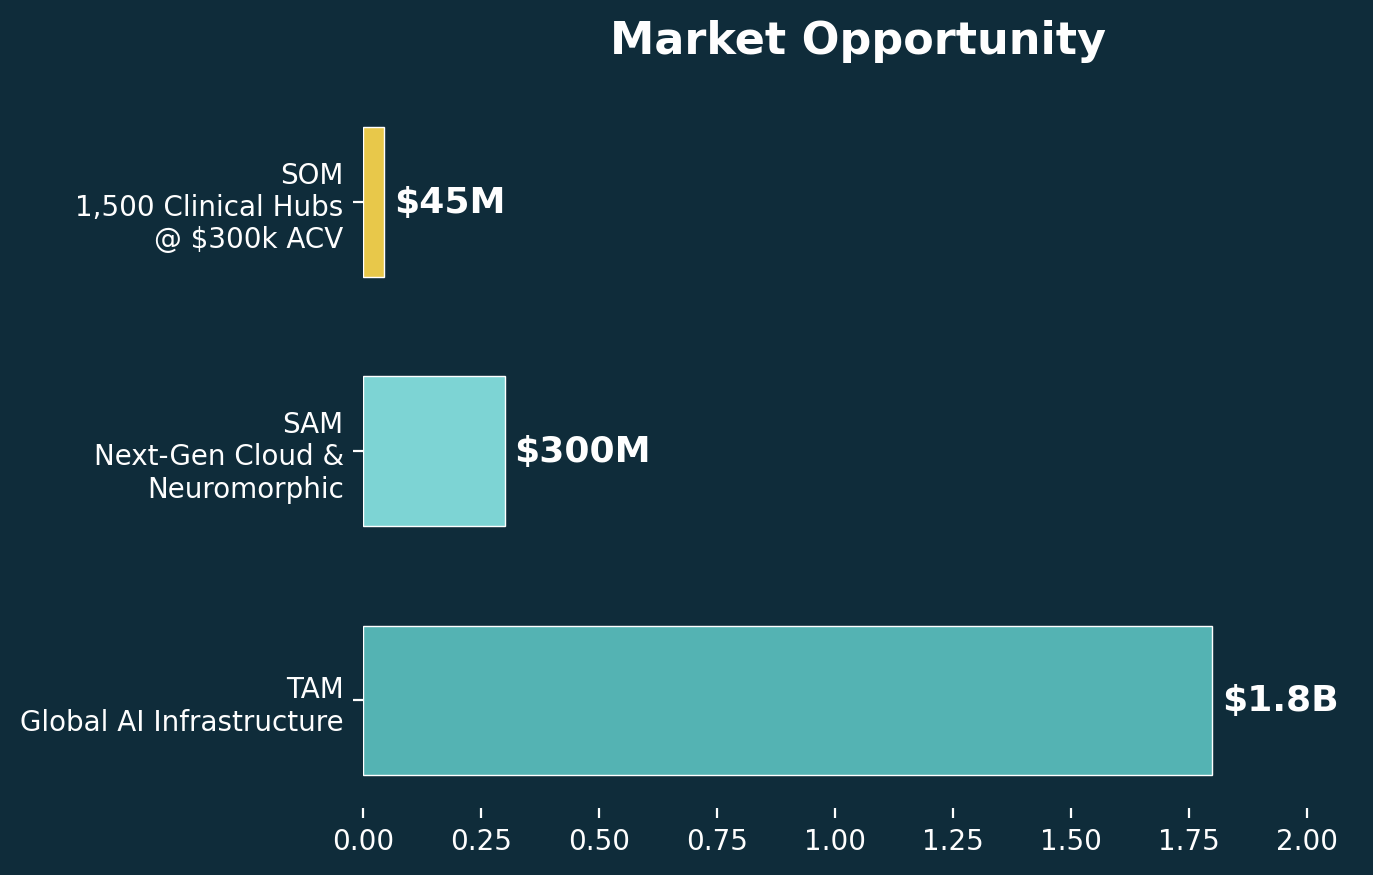 Market Opportunity
SOM
1,500 Clinical Hubs
@ $300k ACV
$45M
SAM
Next-Gen Cloud &
Neuromorphic
$300M
TAM
Global AI Infrastructure
$1.8B
0.00 0.25 0.50 0.75 1.00 1.25 1.50 1.75 2.00